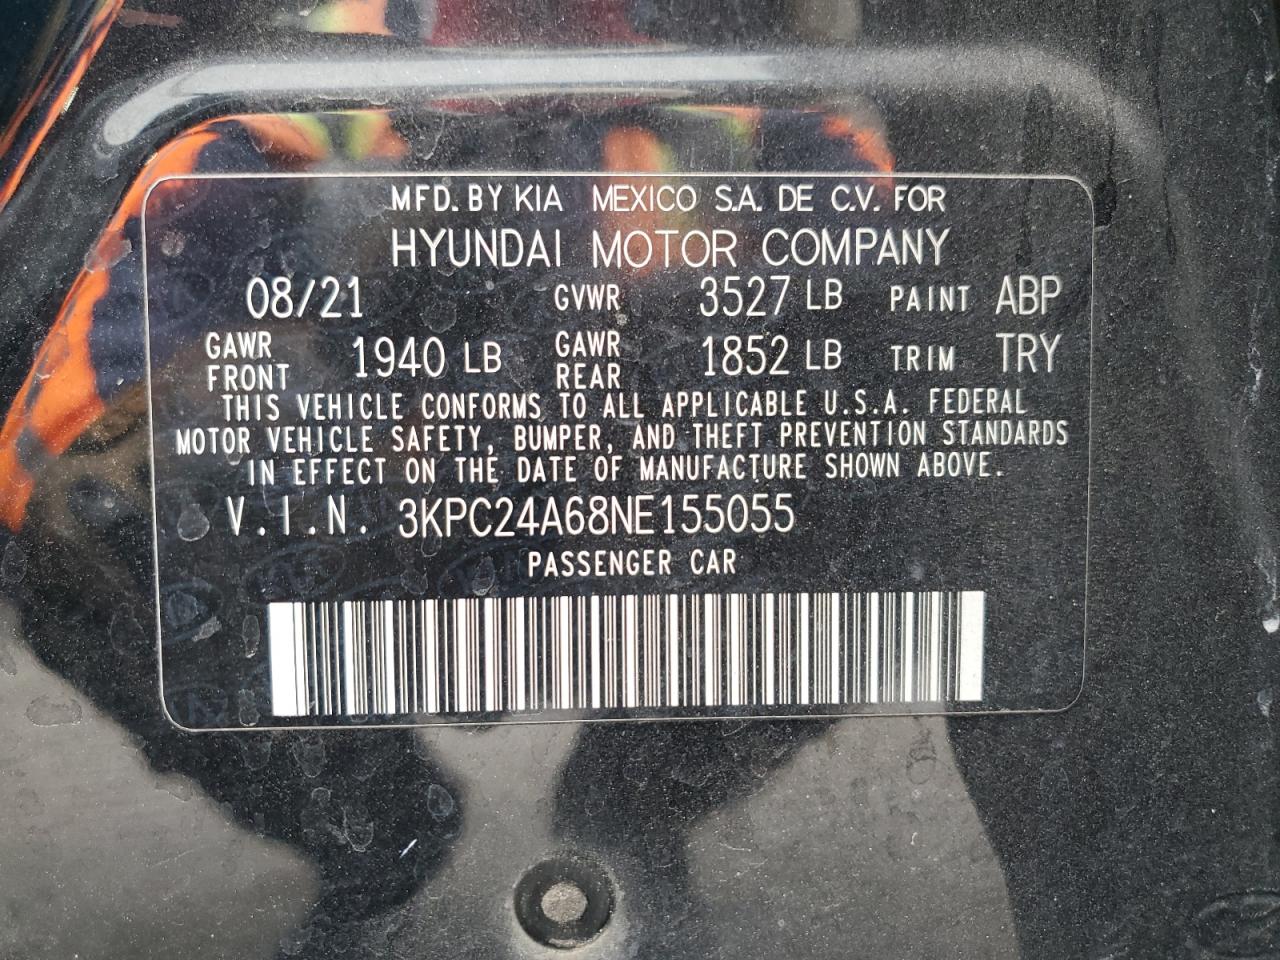 MFD. BY KIA MEXICO S.A. DE C.V. FOR
HYUNDAI MOTOR COMPANY
08/21 GVWR 3527 LB PAINT ABP
GAWR FRONT 1940 LB GAWR REAR 1852 LB TRIM TRY
THIS VEHICLE CONFORMS TO ALL APPLICABLE U.S.A. FEDERAL
MOTOR VEHICLE SAFETY, BUMPER, AND THEFT PREVENTION STANDARDS
IN EFFECT ON THE DATE OF MANUFACTURE SHOWN ABOVE.
V.I.N. 3KPC24A68NE155055
PASSENGER CAR